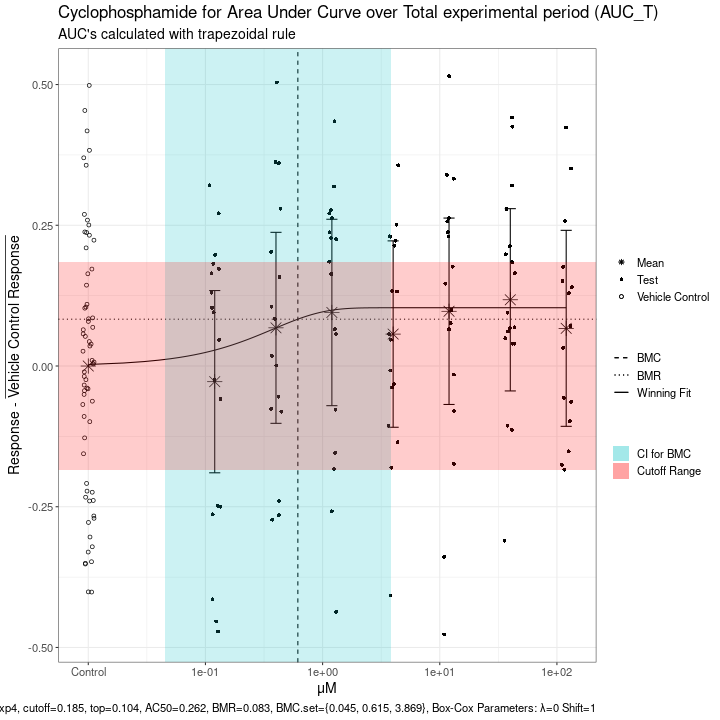 Cyclophosphamide for Area Under Curve over Total experimental period (AUC_T)
AUC's calculated with trapezoidal rule
Response - Vehicle Control Response
0.50
0.25
0.00
-0.25
-0.50
Control
1e-01
1e+00
1e+01
1e+02
μM
Mean
Test
Vehicle Control
BMC
BMR
Winning Fit
CI for BMC
Cutoff Range
xp4, cutoff=0.185, top=0.104, AC50=0.262, BMR=0.083, BMC.set={0.045, 0.615, 3.869}, Box-Cox Parameters: λ=0 Shift=1